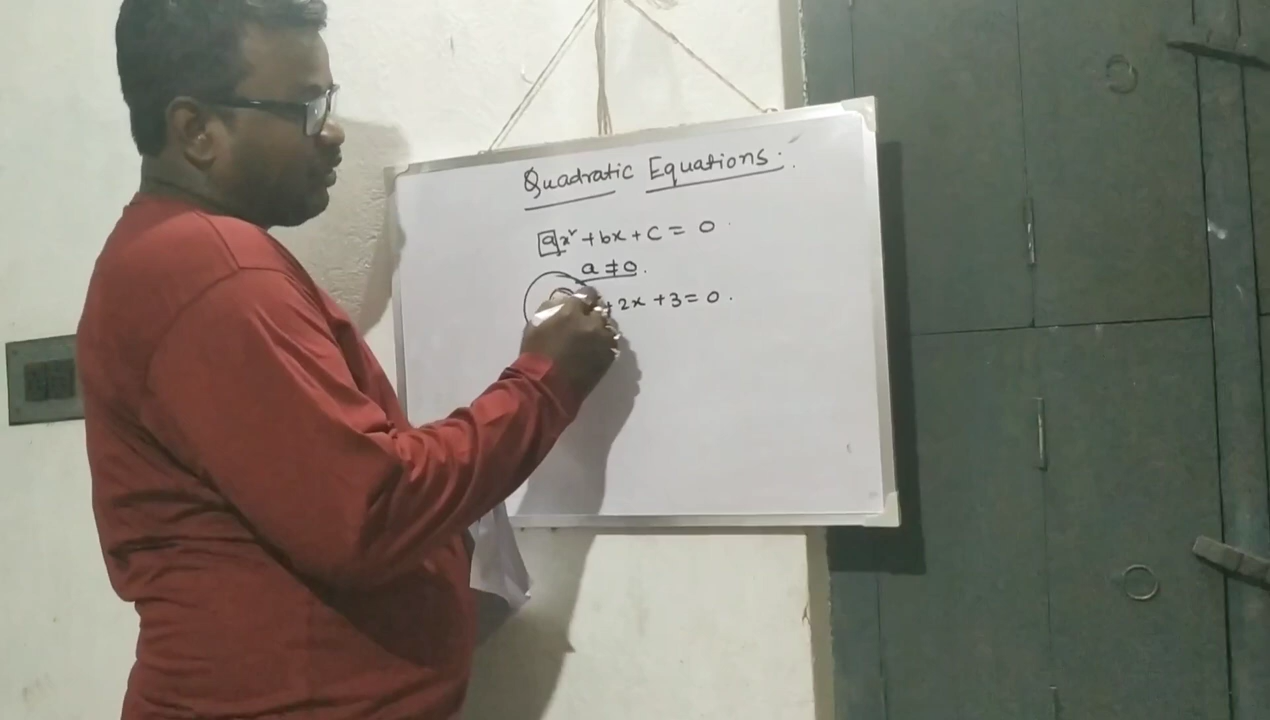 Quadratic Equations:
ax² + bx + c = 0
a ≠ 0.
+ 2x + 3 = 0.